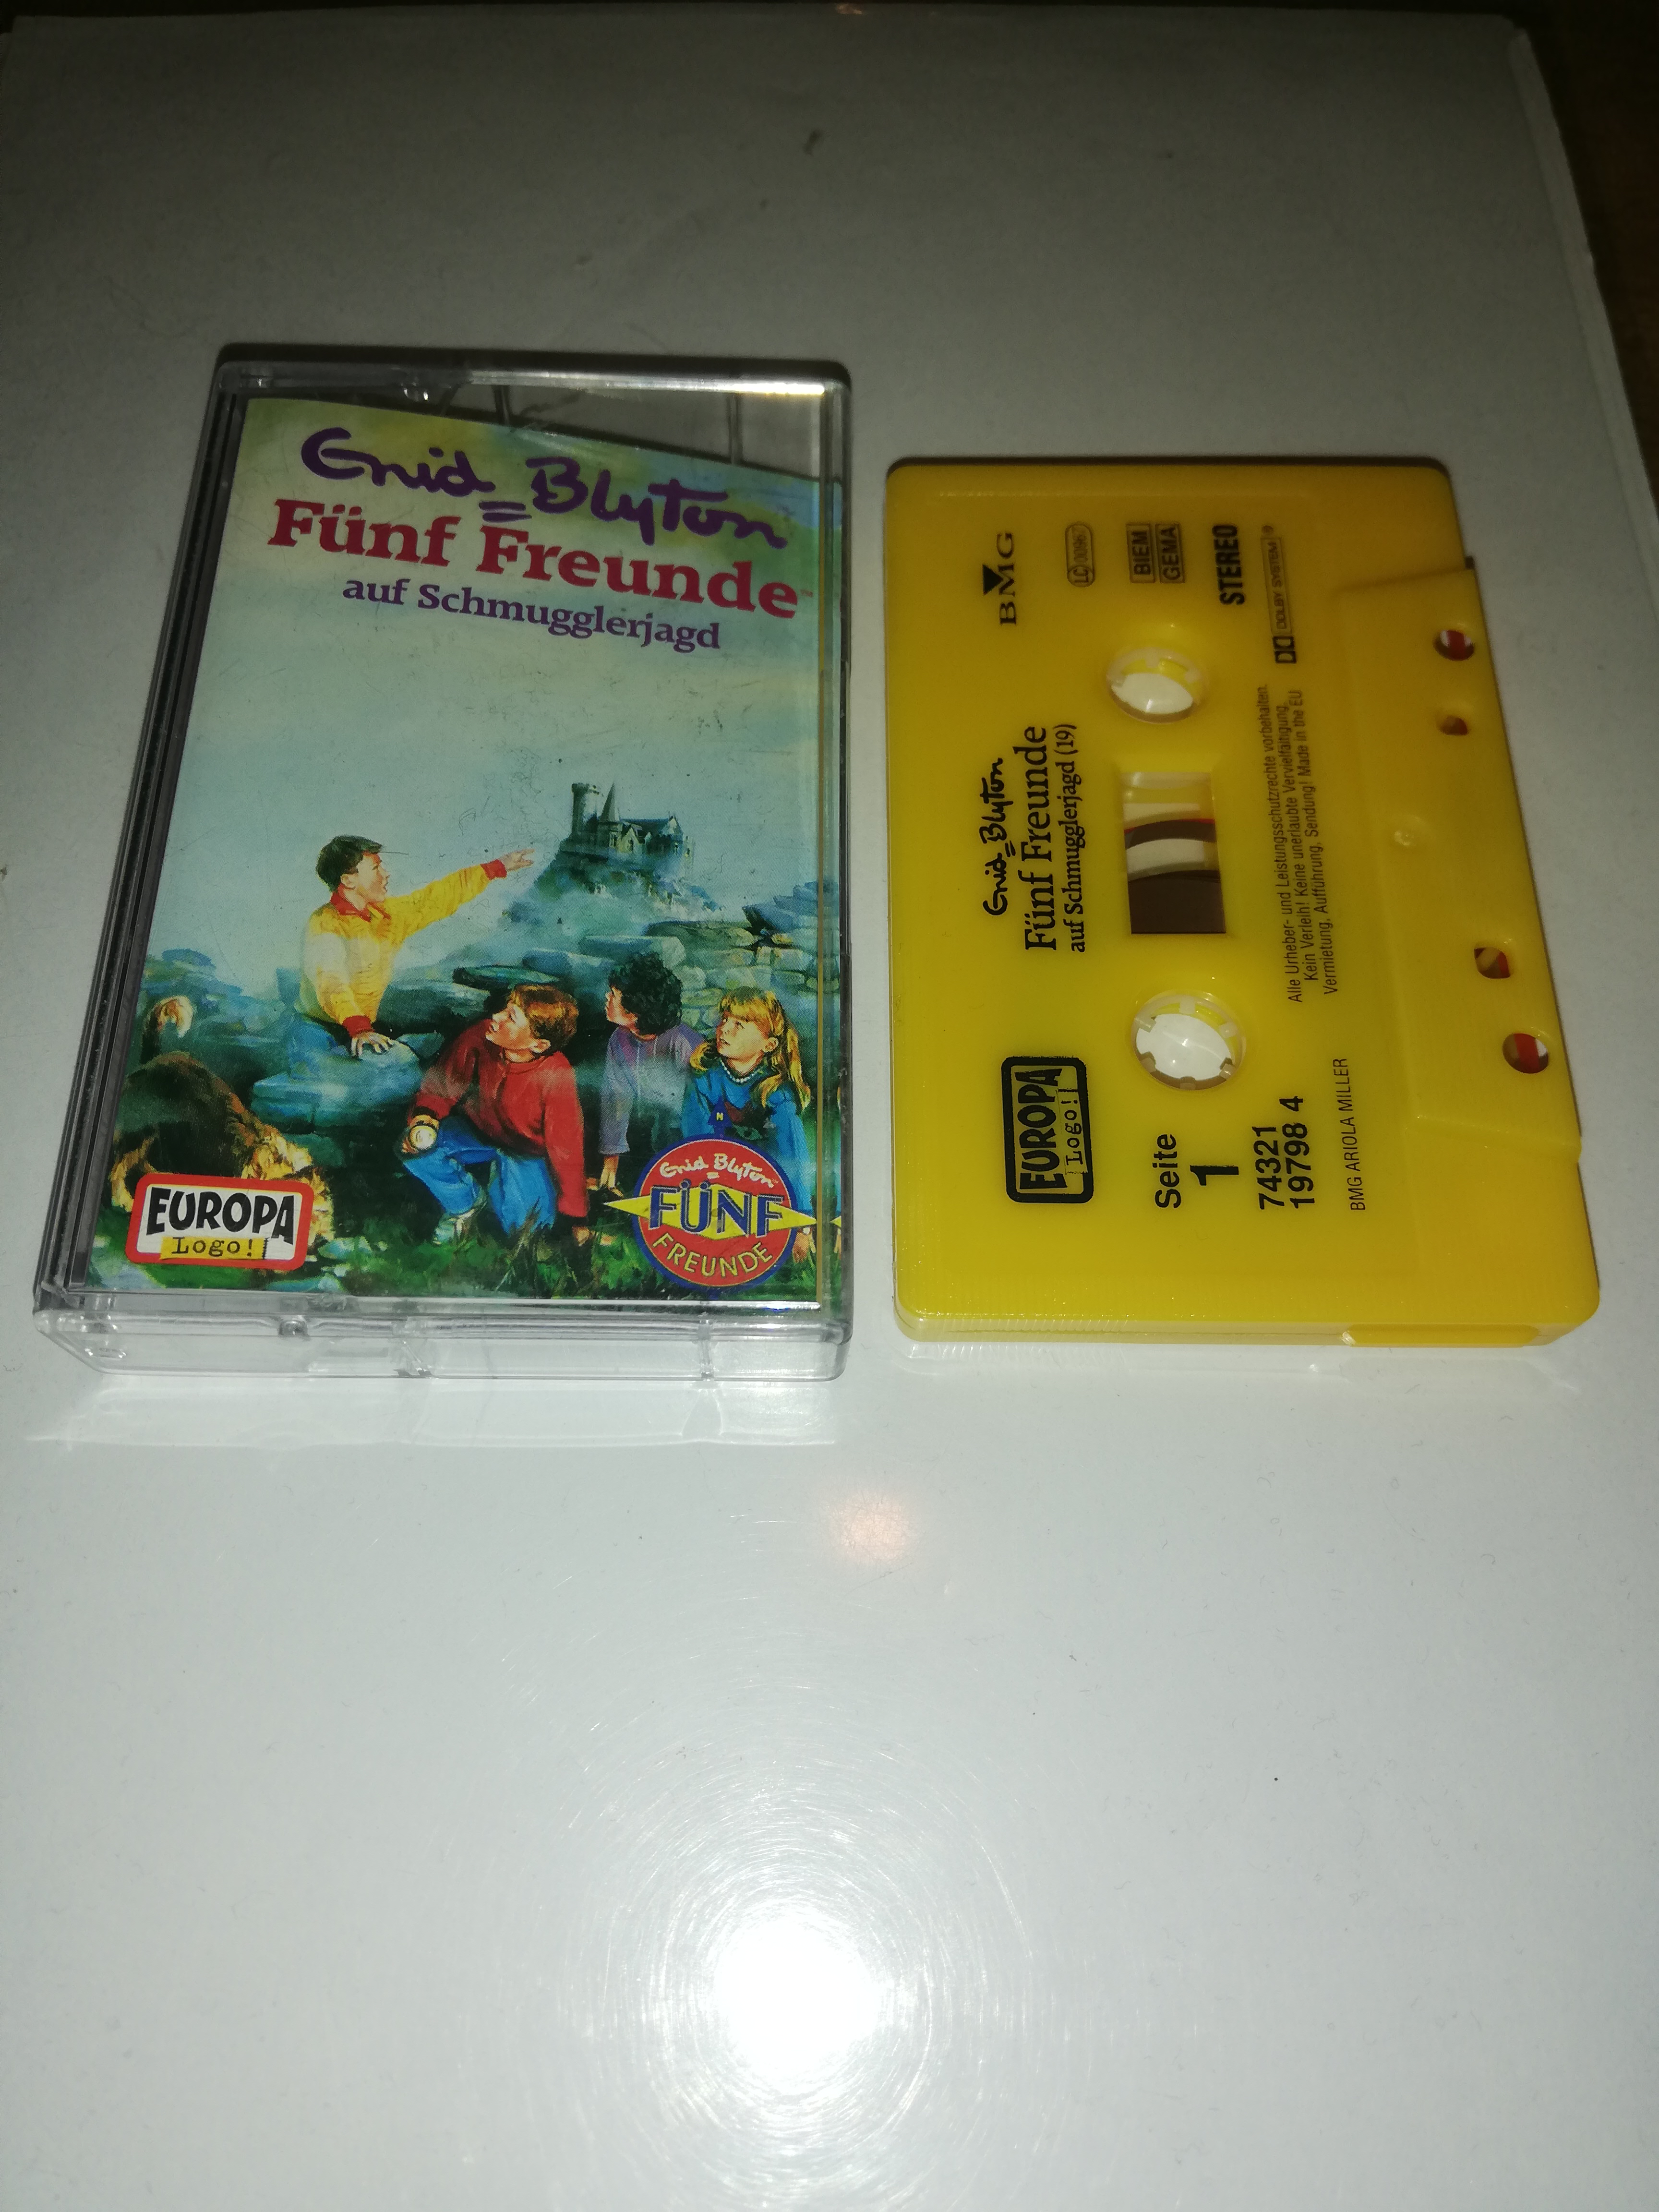 Enid Blyton
Fünf Freunde™
auf Schmugglerjagd
EUROPA
Logo!
Enid Blyton
FÜNF
FREUNDE
Enid Blyton
Fünf Freunde
auf Schmugglerjagd (19)
EUROPA
Logo!
BMG
LC 0096
BIEM
GEMA
STEREO
DOLBY SYSTEM
Seite
1
74321
19798 4
Alle Urheber- und Leistungsschutzrechte vorbehalten.
Kein Verleih! Keine unerlaubte Vervielfältigung,
Vermietung, Aufführung, Sendung! Made in the EU
BMG ARIOLA MILLER